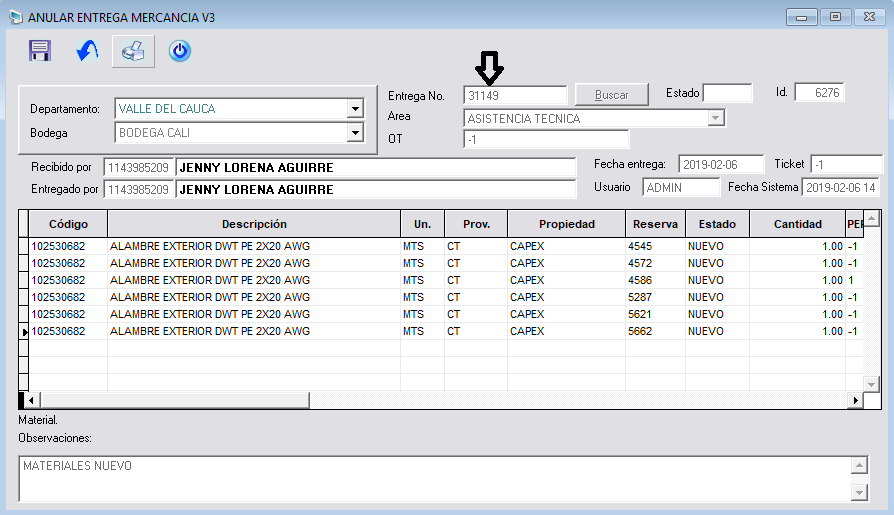 ANULAR ENTREGA MERCANCIA V3
Departamento: VALLE DEL CAUCA
Bodega BODEGA CALI
Entrega No. 31149 Buscar Estado Id. 6276
Area ASISTENCIA TECNICA
OT -1
Recibido por 1143985209 JENNY LORENA AGUIRRE
Entregado por 1143985209 JENNY LORENA AGUIRRE
Fecha entrega: 2019-02-06 Ticket -1
Usuario ADMIN Fecha Sistema 2019-02-06 14
Código Descripción Un. Prov. Propiedad Reserva Estado Cantidad PER
102530682 ALAMBRE EXTERIOR DWT PE 2X20 AWG MTS CT CAPEX 4545 NUEVO 1.00 -1
102530682 ALAMBRE EXTERIOR DWT PE 2X20 AWG MTS CT CAPEX 4572 NUEVO 1.00 -1
102530682 ALAMBRE EXTERIOR DWT PE 2X20 AWG MTS CT CAPEX 4586 NUEVO 1.00 1
102530682 ALAMBRE EXTERIOR DWT PE 2X20 AWG MTS CT CAPEX 5287 NUEVO 1.00 -1
102530682 ALAMBRE EXTERIOR DWT PE 2X20 AWG MTS CT CAPEX 5621 NUEVO 1.00 -1
102530682 ALAMBRE EXTERIOR DWT PE 2X20 AWG MTS CT CAPEX 5662 NUEVO 1.00 -1
Material.
Observaciones:
MATERIALES NUEVO